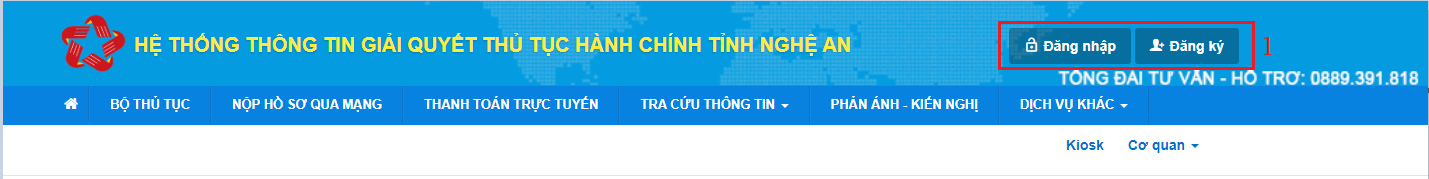 HỆ THỐNG THÔNG TIN GIẢI QUYẾT THỦ TỤC HÀNH CHÍNH TỈNH NGHỆ AN
Đăng nhập Đăng ký 1
TỔNG ĐÀI TƯ VẤN - HỖ TRỢ: 0889.391.818
BỘ THỦ TỤC NỘP HỒ SƠ QUA MẠNG THANH TOÁN TRỰC TUYẾN TRA CỨU THÔNG TIN PHẢN ÁNH - KIẾN NGHỊ DỊCH VỤ KHÁC
Kiosk Cơ quan